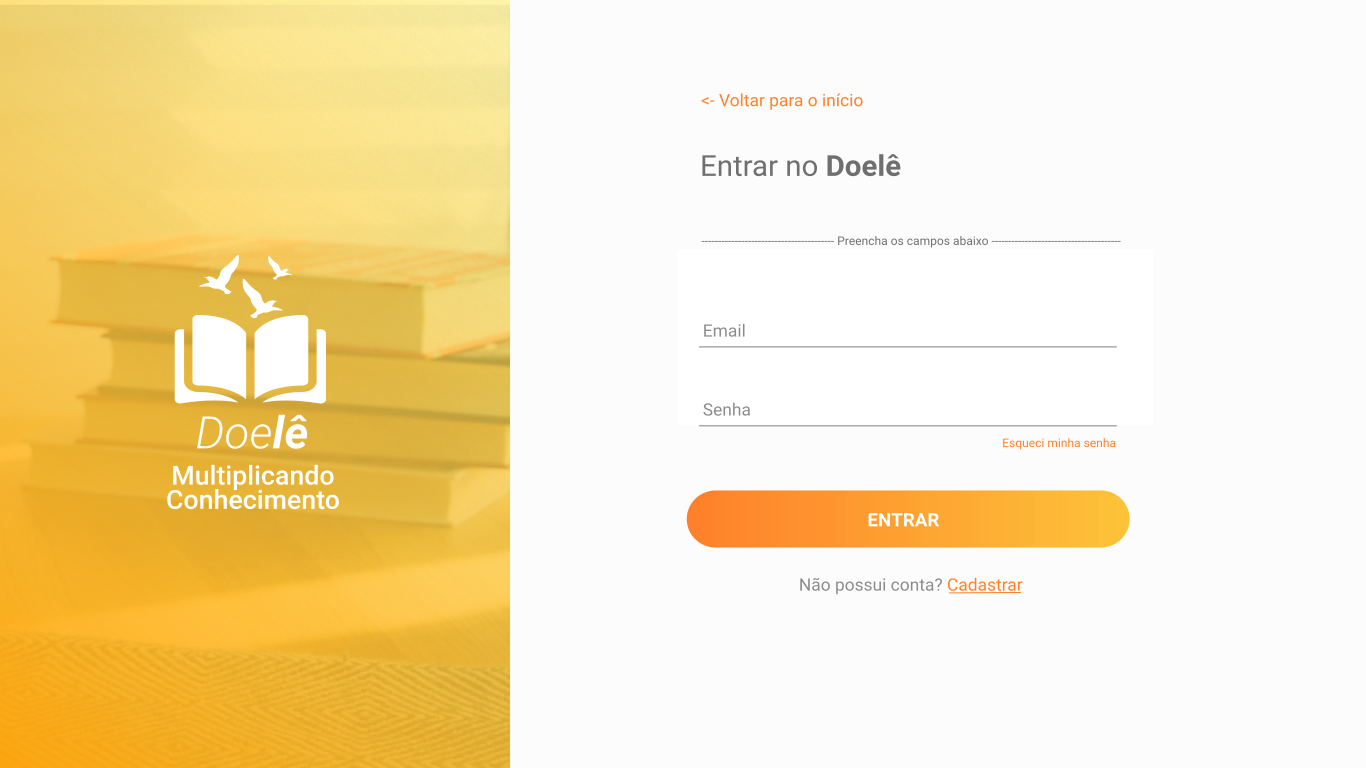 Doelê
Multiplicando
Conhecimento
<- Voltar para o início
Entrar no Doelê
---------------------------------------- Preencha os campos abaixo ----------------------------------------
Email
Senha
Esqueci minha senha
ENTRAR
Não possui conta? Cadastrar